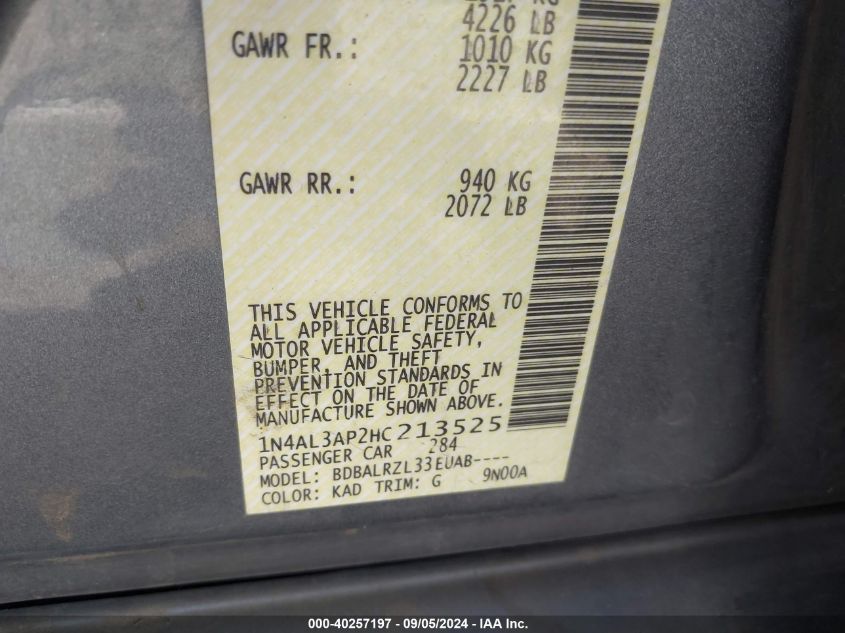 4226 LB
GAWR FR.: 1010 KG
2227 LB
GAWR RR.: 940 KG
2072 LB
THIS VEHICLE CONFORMS TO
ALL APPLICABLE FEDERAL
MOTOR VEHICLE SAFETY,
BUMPER, AND THEFT
PREVENTION STANDARDS IN
EFFECT ON THE DATE OF
MANUFACTURE SHOWN ABOVE.
1N4AL3AP2HC213525
PASSENGER CAR 284
MODEL: BDBALRZL33EUAB----
COLOR: KAD TRIM: G 9N00A
000-40257197 - 09/05/2024 - IAA Inc.